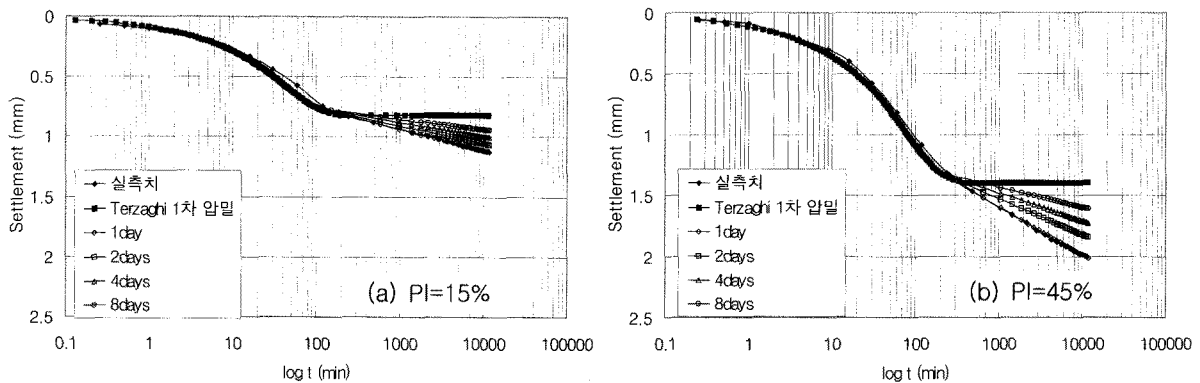 0
0.5
1
1.5
2
2.5
Settlement (mm)
실측치
Terzaghi 1차 압밀
1day
2days
4days
8days
(a) PI=15%
0.1 1 10 100 1000 10000 100000
log t (min)
0
0.5
1
1.5
2
2.5
Settlement (mm)
실측치
Terzaghi 1차 압밀
1day
2days
4days
8days
(b) PI=45%
0.1 1 10 100 1000 10000 100000
log t (min)